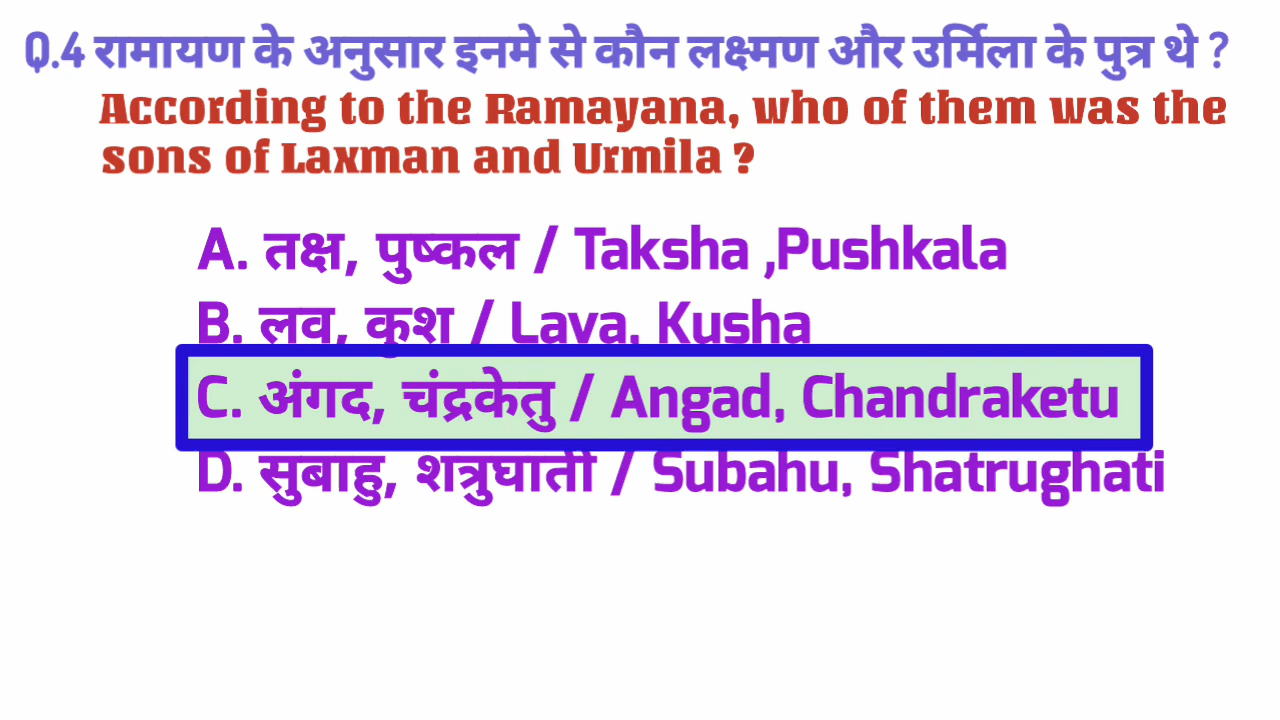 Q.4 रामायण के अनुसार इनमे से कौन लक्ष्मण और उर्मिला के पुत्र थे ?
According to the Ramayana, who of them was the
sons of Laxman and Urmila ?
A. तक्ष, पुष्कल / Taksha ,Pushkala
B. लव, कुश / Lava, Kusha
C. अंगद, चंद्रकेतु / Angad, Chandraketu
D. सुबाहु, शत्रुघाती / Subahu, Shatrughati